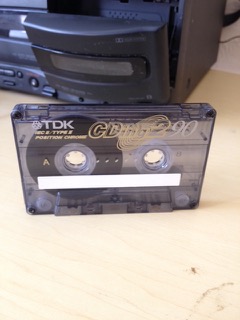 TDK
IEC II / TYPE II
POSITION CHROME
CDing2 90
A